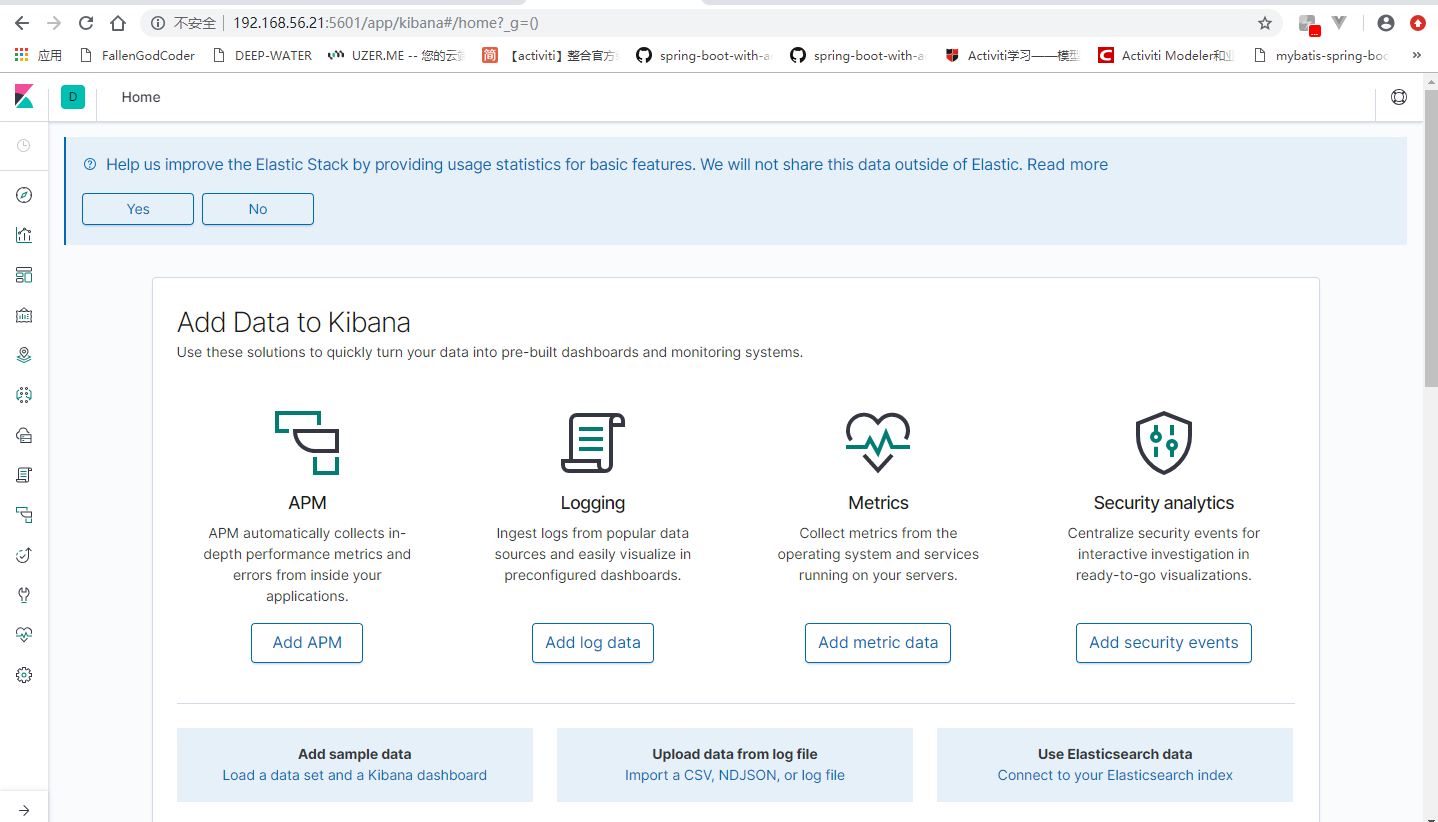 不安全 192.168.56.21:5601/app/kibana#/home?_g=()
应用 FallenGodCoder DEEP-WATER UZER.ME -- 您的云 简 【activiti】整合官方 spring-boot-with-a spring-boot-with-a Activiti学习——模型 C Activiti Modeler和 mybatis-spring-boo »
D Home
Help us improve the Elastic Stack by providing usage statistics for basic features. We will not share this data outside of Elastic. Read more
Yes No
Add Data to Kibana
Use these solutions to quickly turn your data into pre-built dashboards and monitoring systems.
APM
APM automatically collects in-
depth performance metrics and
errors from inside your
applications.
Add APM
Logging
Ingest logs from popular data
sources and easily visualize in
preconfigured dashboards.
Add log data
Metrics
Collect metrics from the
operating system and services
running on your servers.
Add metric data
Security analytics
Centralize security events for
interactive investigation in
ready-to-go visualizations.
Add security events
Add sample data
Load a data set and a Kibana dashboard
Upload data from log file
Import a CSV, NDJSON, or log file
Use Elasticsearch data
Connect to your Elasticsearch index